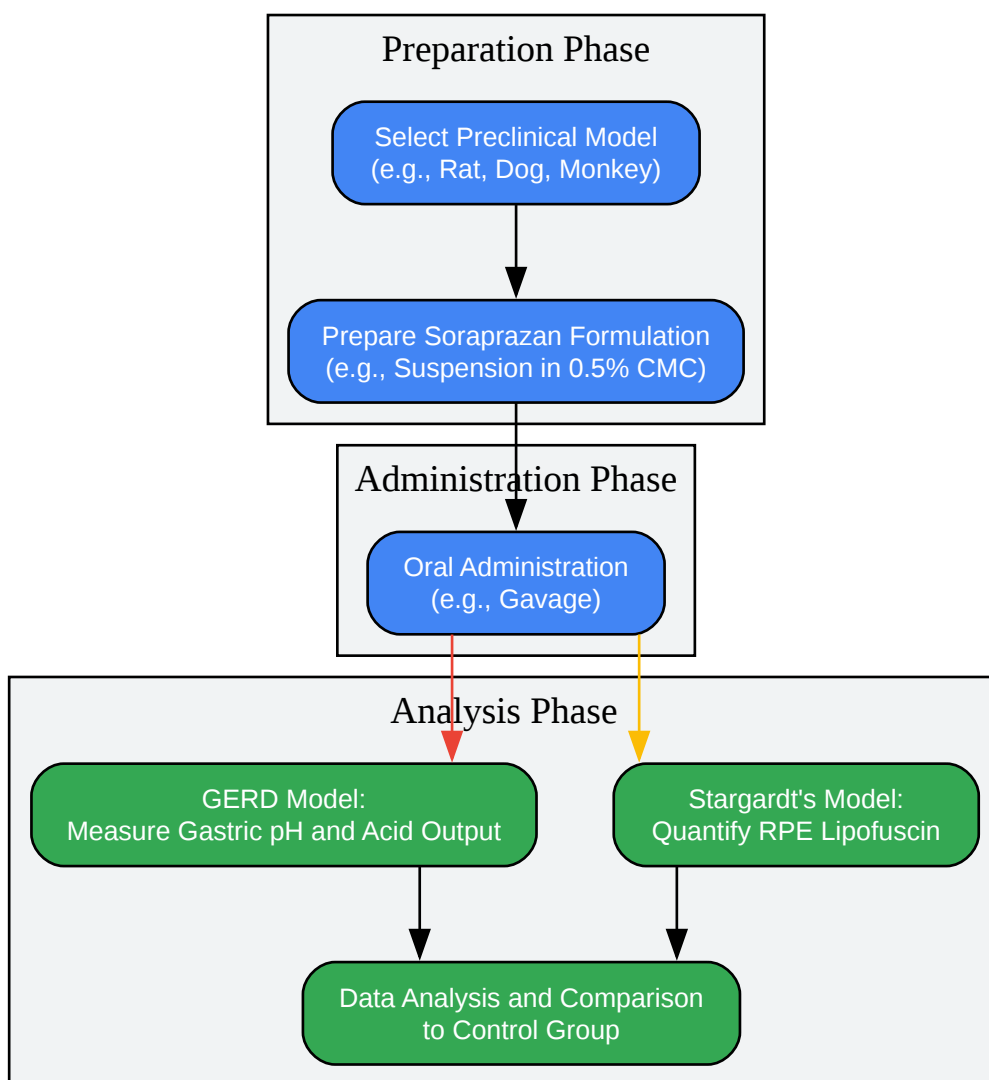 Preparation Phase
Select Preclinical Model
(e.g., Rat, Dog, Monkey)
Prepare Soraprazan Formulation
(e.g., Suspension in 0.5% CMC)
Administration Phase
Oral Administration
(e.g., Gavage)
Analysis Phase
GERD Model:
Measure Gastric pH and Acid Output
Stargardt's Model:
Quantify RPE Lipofuscin
Data Analysis and Comparison
to Control Group